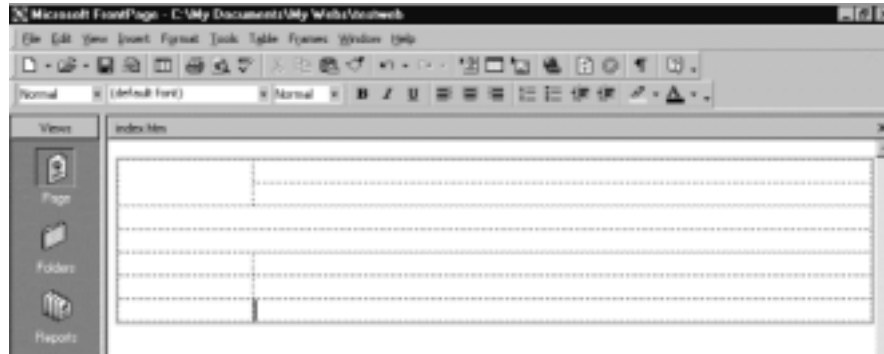 Microsoft FrontPage - C:\My Documents\My Webs\testweb
File Edit View Insert Format Tools Table Frames Window Help
Normal (default font) Normal B I U A
Views index.htm
Page
Folders
Reports